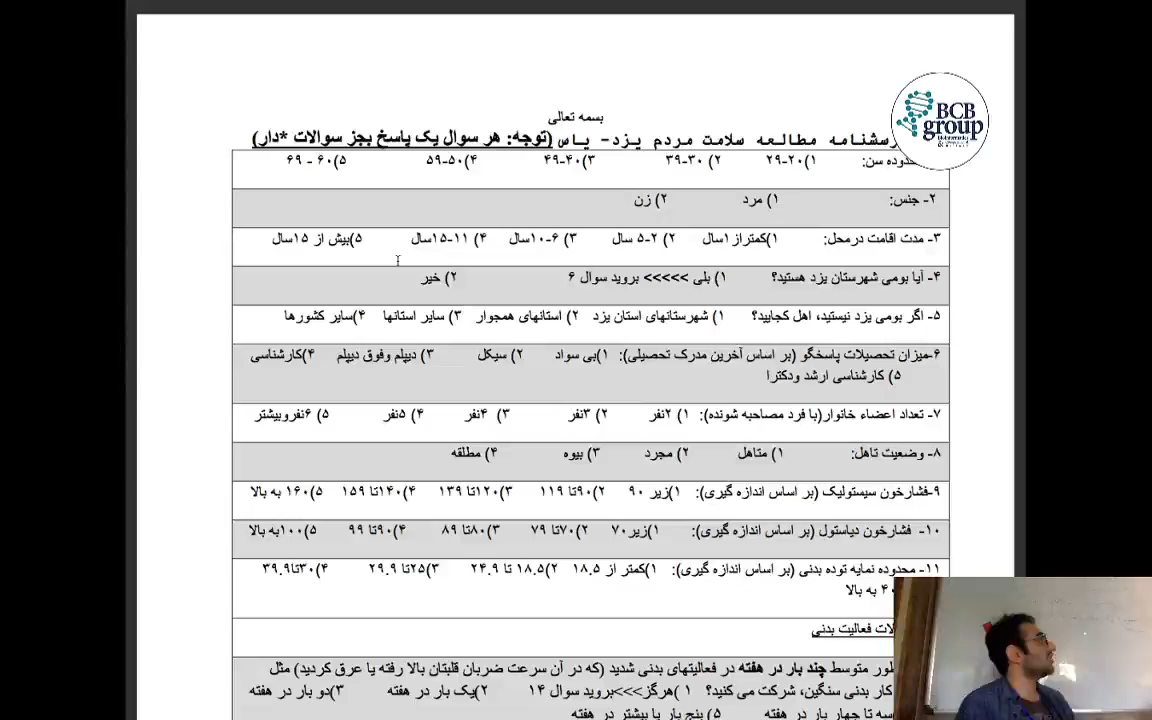 بسمه تعالی
BCB
group
رسشنامه مطالعه سلامت مردم یزد- یاس (توجه: هر سوال یک پاسخ بجز سوالات *دار)
دوده سن: ۱)۲۰-۲۹ ۲) ۳۰-۳۹ ۳)۴۰-۴۹ ۴)۵۰-۵۹ ۵)۶۰ - ۶۹
۲- جنس: ۱) مرد ۲) زن
۳- مدت اقامت درمحل: ۱)کمتراز ۱سال ۲) ۲-۵ سال ۳) ۶-۱۰سال ۴) ۱۱-۱۵سال ۵)بیش از ۱۵سال
۴- آیا بومی شهرستان یزد هستید؟ ۱) بلی >>>>> بروید سوال ۶ ۲) خیر
۵- اگر بومی یزد نیستید، اهل کجایید؟ ۱) شهرستانهای استان یزد ۲) استانهای همجوار ۳) سایر استانها ۴)سایر کشورها
۶-میزان تحصیلات پاسخگو (بر اساس آخرین مدرک تحصیلی): ۱)بی سواد ۲) سیکل ۳) دیپلم وفوق دیپلم ۴)کارشناسی
۵) کارشناسی ارشد ودکترا
۷- تعداد اعضاء خانوار(با فرد مصاحبه شونده): ۱) ۲نفر ۲) ۳نفر ۳) ۴نفر ۴) ۵نفر ۵) ۶نفروبیشتر
۸- وضعیت تاهل: ۱) متاهل ۲) مجرد ۳) بیوه ۴) مطلقه
۹-فشارخون سیستولیک (بر اساس اندازه گیری): ۱)زیر ۹۰ ۲)۹۰تا ۱۱۹ ۳)۱۲۰تا ۱۳۹ ۴)۱۴۰تا ۱۵۹ ۵)۱۶۰ به بالا
۱۰- فشارخون دیاستول (بر اساس اندازه گیری): ۱)زیر۷۰ ۲)۷۰تا ۷۹ ۳)۸۰تا ۸۹ ۴)۹۰تا ۹۹ ۵)۱۰۰به بالا
۱۱- محدوده نمایه توده بدنی (بر اساس اندازه گیری): ۱)کمتر از ۱۸.۵ ۲)۱۸.۵ تا ۲۴.۹ ۳)۲۵تا ۲۹.۹ ۴)۳۰تا۳۹.۹
۴۰ به بالا
لات فعالیت بدنی
طور متوسط چند بار در هفته در فعالیتهای بدنی شدید (که در آن سرعت ضربان قلبتان بالا رفته یا عرق کردید) مثل
کار بدنی سنگین، شرکت می کنید؟ ۱ )هرگز>>>بروید سوال ۱۴ ۲)یک بار در هفته ۳)دو بار در هفته
سه تا چهار بار در هفته ۵) پنج بار یا بیشتر در هفته